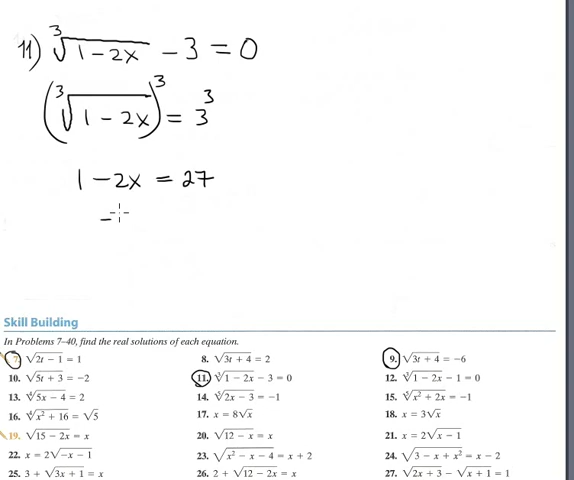 11) ∛(1-2x) - 3 = 0
(∛(1-2x))³ = 3³
1-2x = 27
-
Skill Building
In Problems 7–40, find the real solutions of each equation.
7. √(2t − 1) = 1 8. √(3t + 4) = 2 9. √(3t + 4) = −6
10. √(5t + 3) = −2 11. ∛(1 − 2x) − 3 = 0 12. ∛(1 − 2x) − 1 = 0
13. ∜(5x − 4) = 2 14. ⁵√(2x − 3) = −1 15. ⁵√(x² + 2x) = −1
16. ∜(x² + 16) = √5 17. x = 8√x 18. x = 3√x
19. √(15 − 2x) = x 20. √(12 − x) = x 21. x = 2√(x − 1)
22. x = 2√(−x − 1) 23. √(x² − x − 4) = x + 2 24. √(3 − x + x²) = x − 2
25. 3 + √(3x + 1) = x 26. 2 + √(12 − 2x) = x 27. √(2x + 3) − √(x + 1) = 1